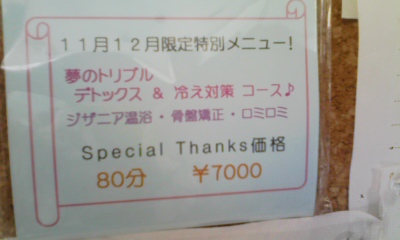 11月12月限定特別メニュー!
夢のトリプル
デトックス & 冷え対策 コース♪
ジザニア温浴・骨盤矯正・ロミロミ
Special Thanks価格
80分 ¥7000